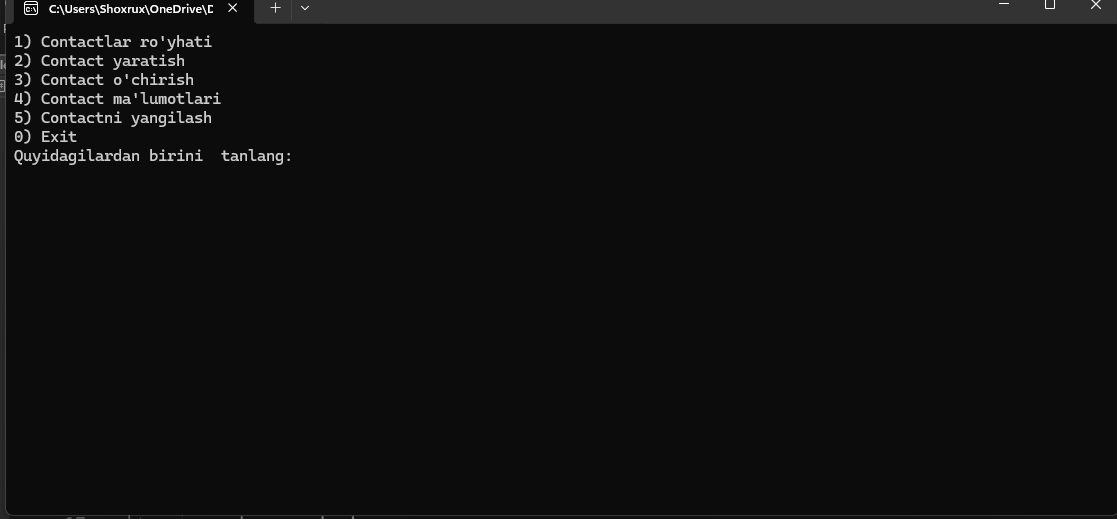 C:\Users\Shoxrux\OneDrive\D
1) Contactlar ro'yhati
2) Contact yaratish
3) Contact o'chirish
4) Contact ma'lumotlari
5) Contactni yangilash
0) Exit
Quyidagilardan birini  tanlang: